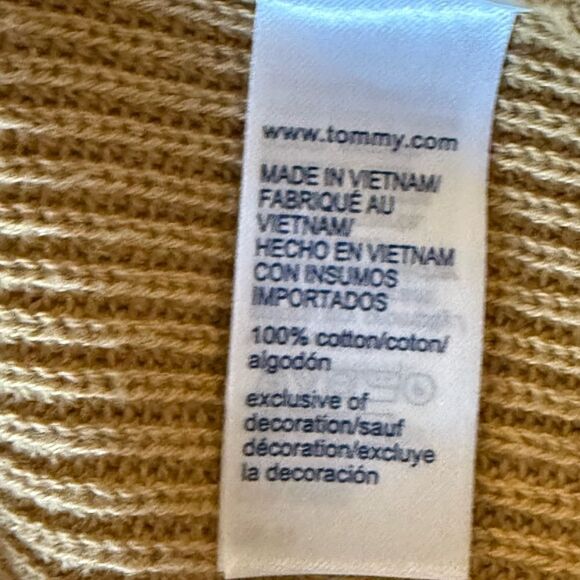 www.tommy.com
MADE IN VIETNAM/
FABRIQUÉ AU
VIETNAM/
HECHO EN VIETNAM
CON INSUMOS
IMPORTADOS
100% cotton/coton/
algodón
exclusive of
decoration/sauf
décoration/excluye
la decoración